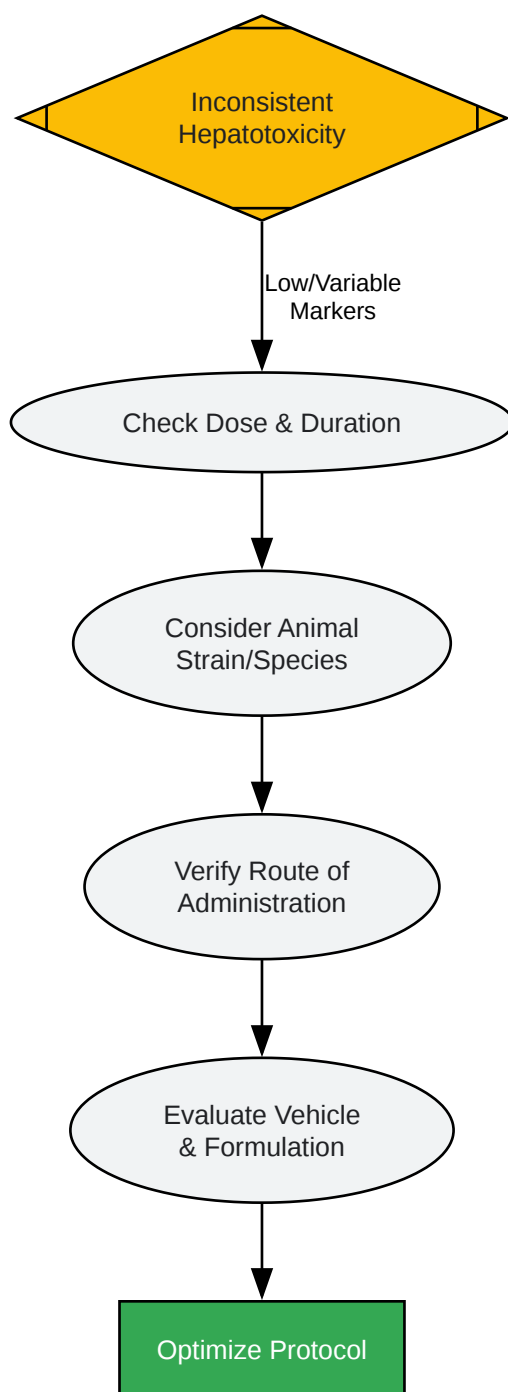 Inconsistent
Hepatotoxicity
Low/Variable
Markers
Check Dose & Duration
Consider Animal
Strain/Species
Verify Route of
Administration
Evaluate Vehicle
& Formulation
Optimize Protocol